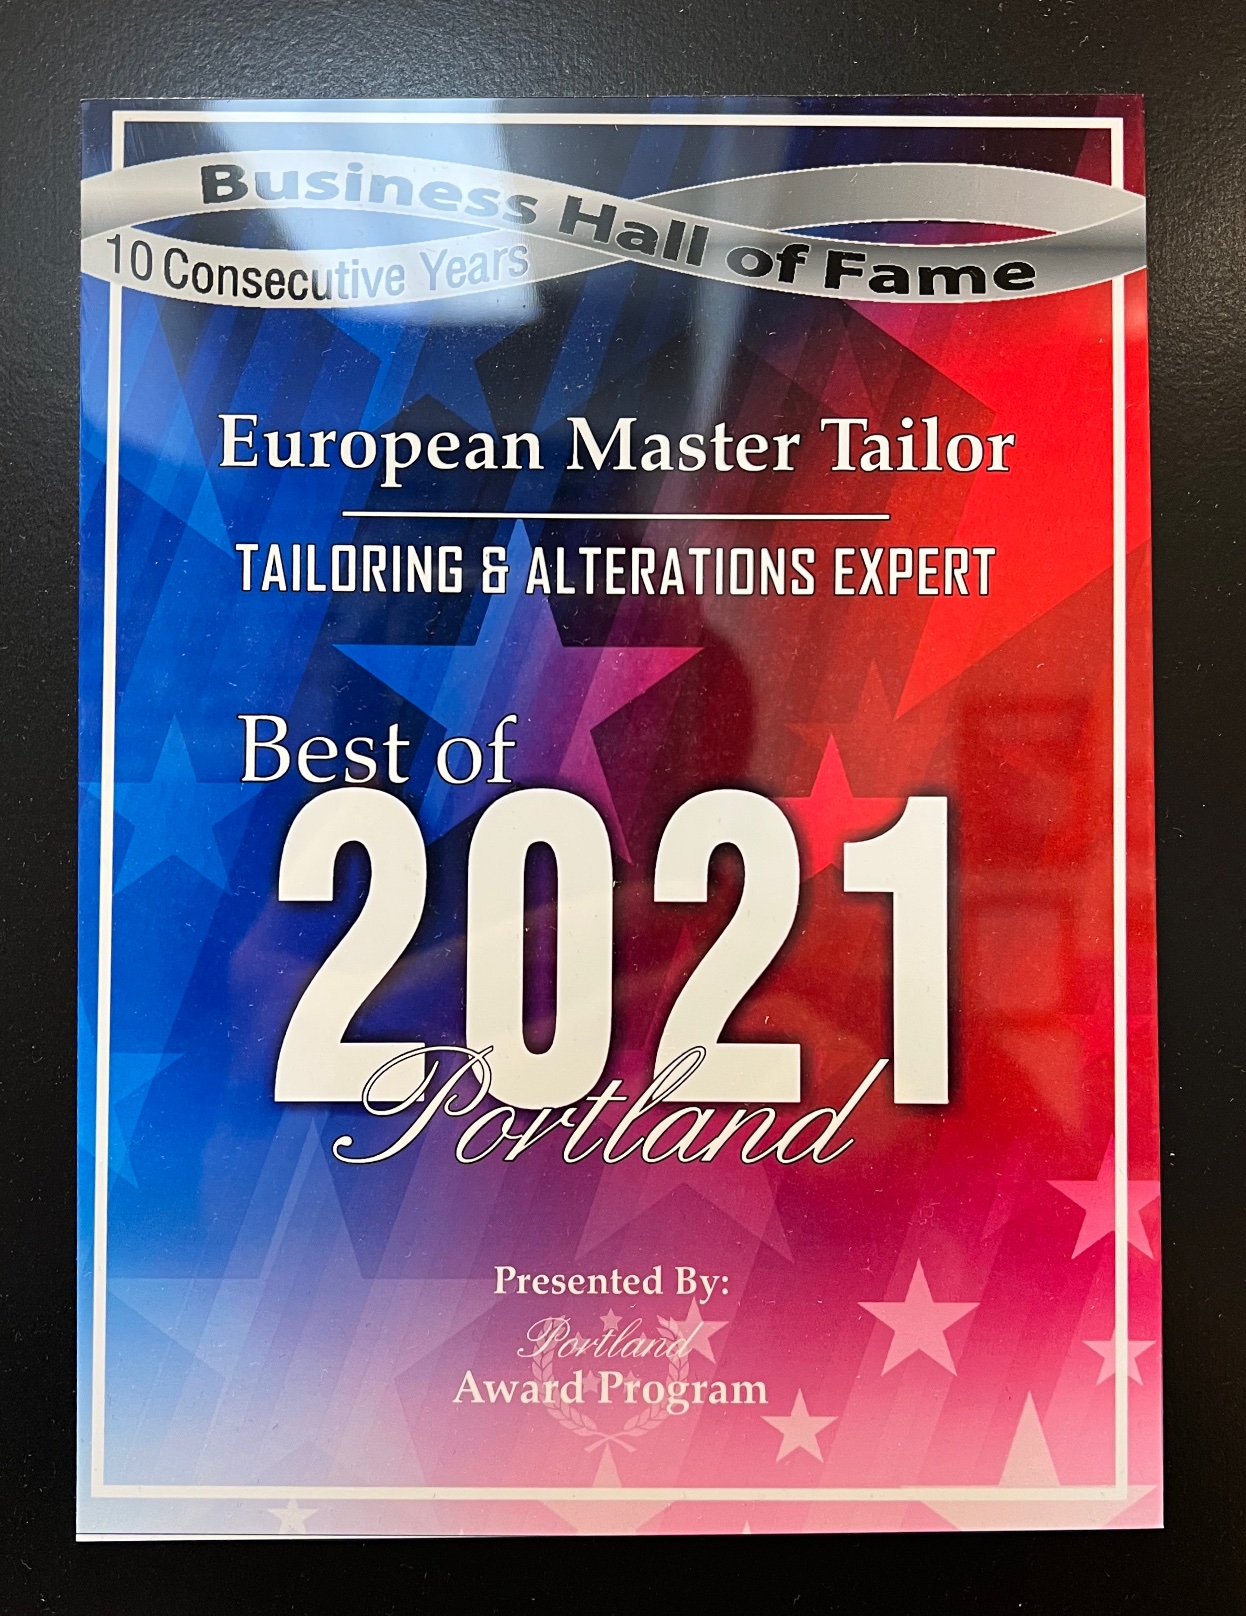 Business Hall of Fame
10 Consecutive Years
European Master Tailor
TAILORING & ALTERATIONS EXPERT
Best of
2021
Portland
Presented By:
Portland
Award Program